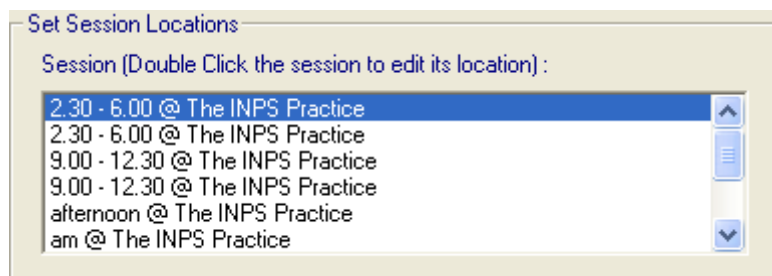 Set Session Locations
Session (Double Click the session to edit its location) :
2.30 - 6.00 @ The INPS Practice
2.30 - 6.00 @ The INPS Practice
9.00 - 12.30 @ The INPS Practice
9.00 - 12.30 @ The INPS Practice
afternoon @ The INPS Practice
am @ The INPS Practice